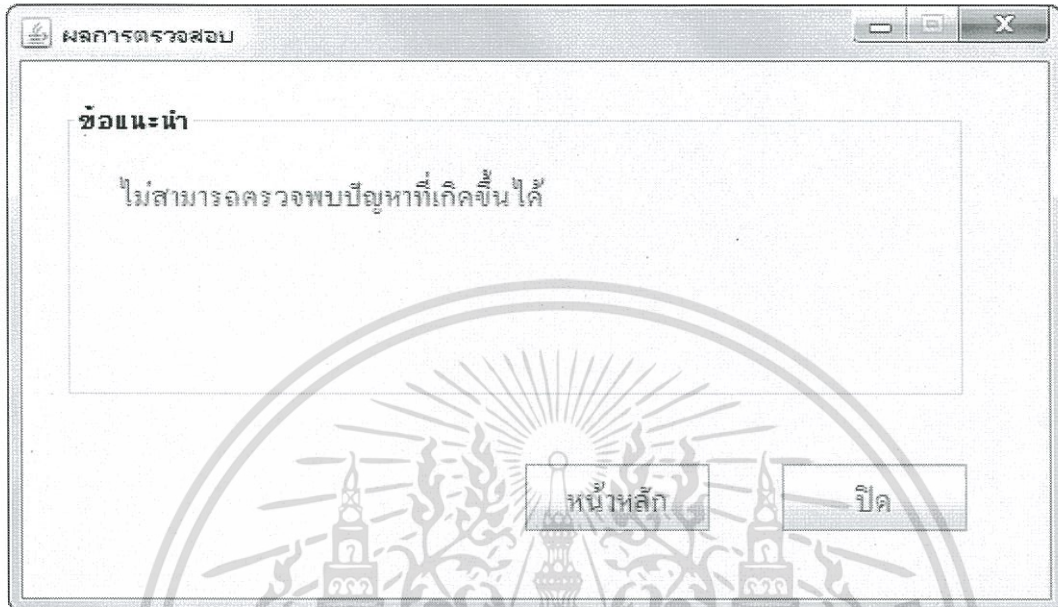 ผลการตรวจสอบ
ข้อแนะนำ
ไม่สามารถตรวจพบปัญหาที่เกิดขึ้นได้
หน้าหลัก
ปิด